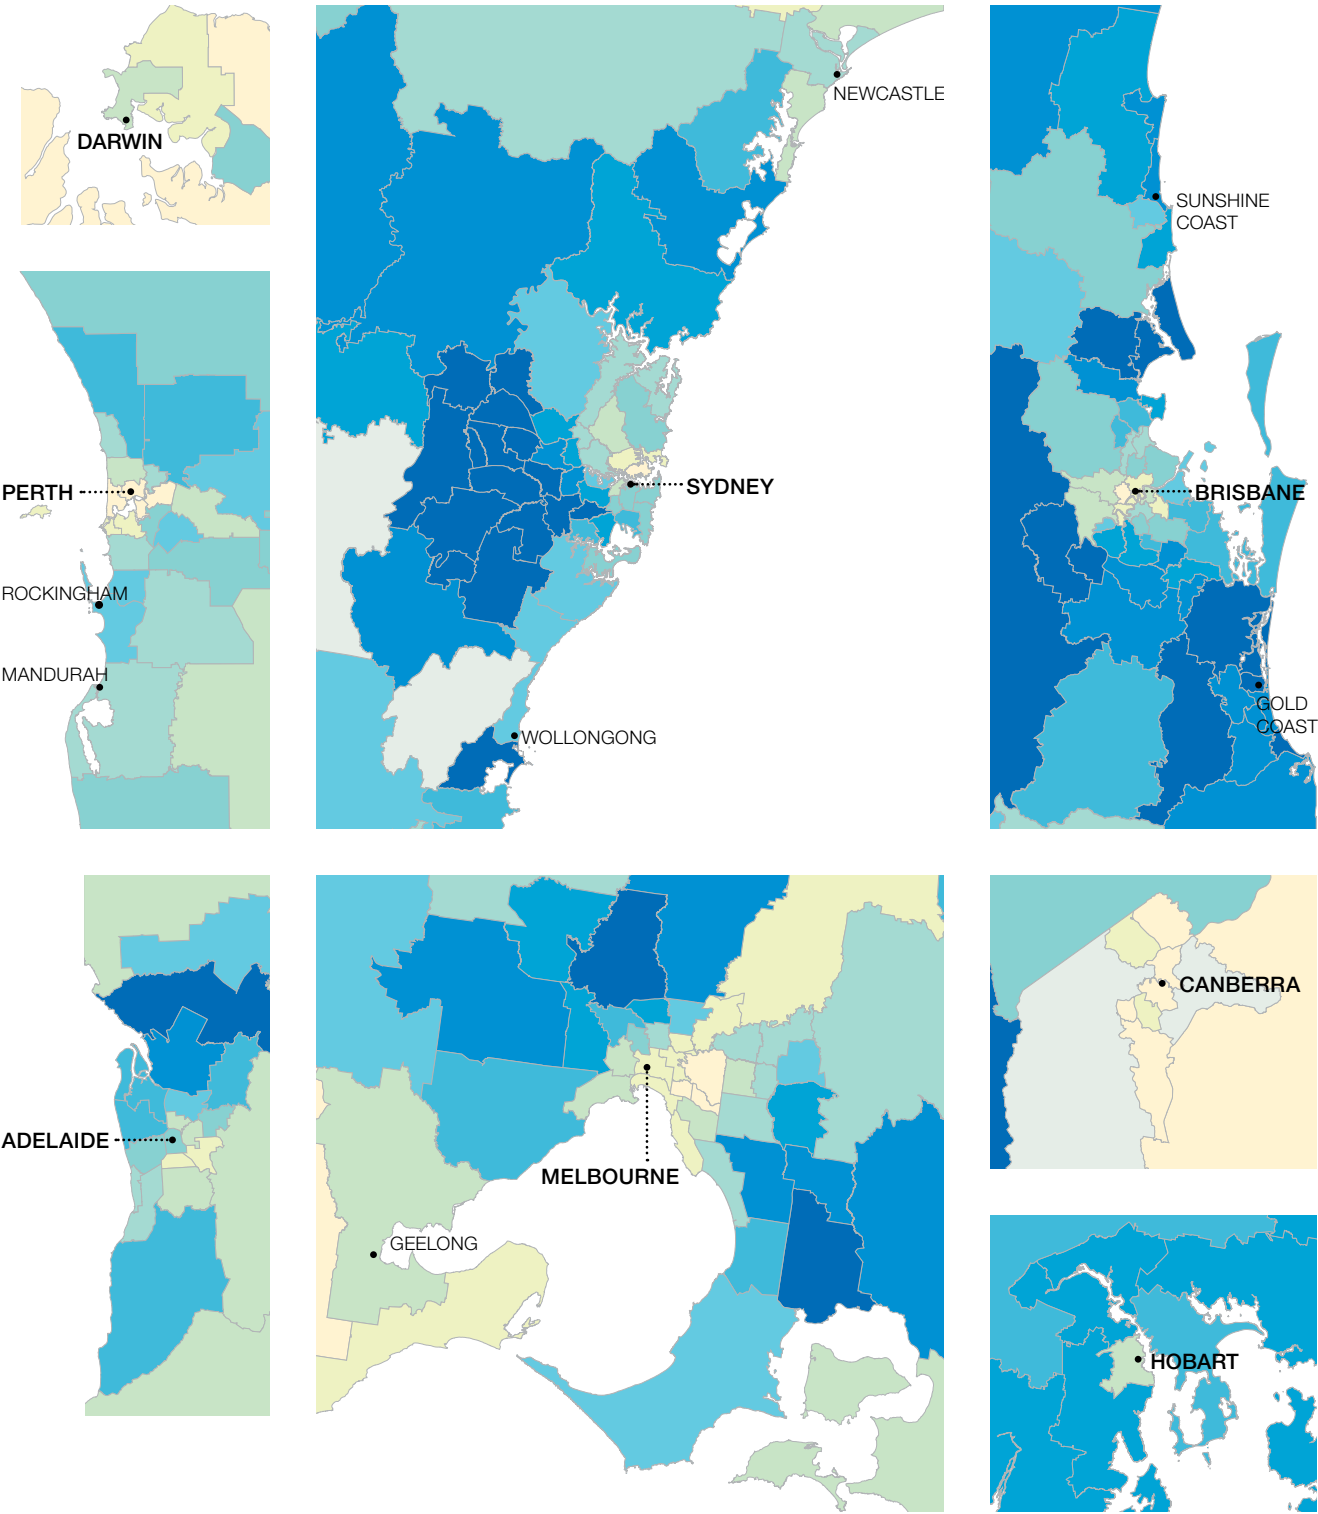 DARWIN
NEWCASTLE
SUNSHINE
COAST
PERTH
SYDNEY
BRISBANE
ROCKINGHAM
MANDURAH
GOLD
COAST
WOLLONGONG
CANBERRA
ADELAIDE
MELBOURNE
GEELONG
HOBART